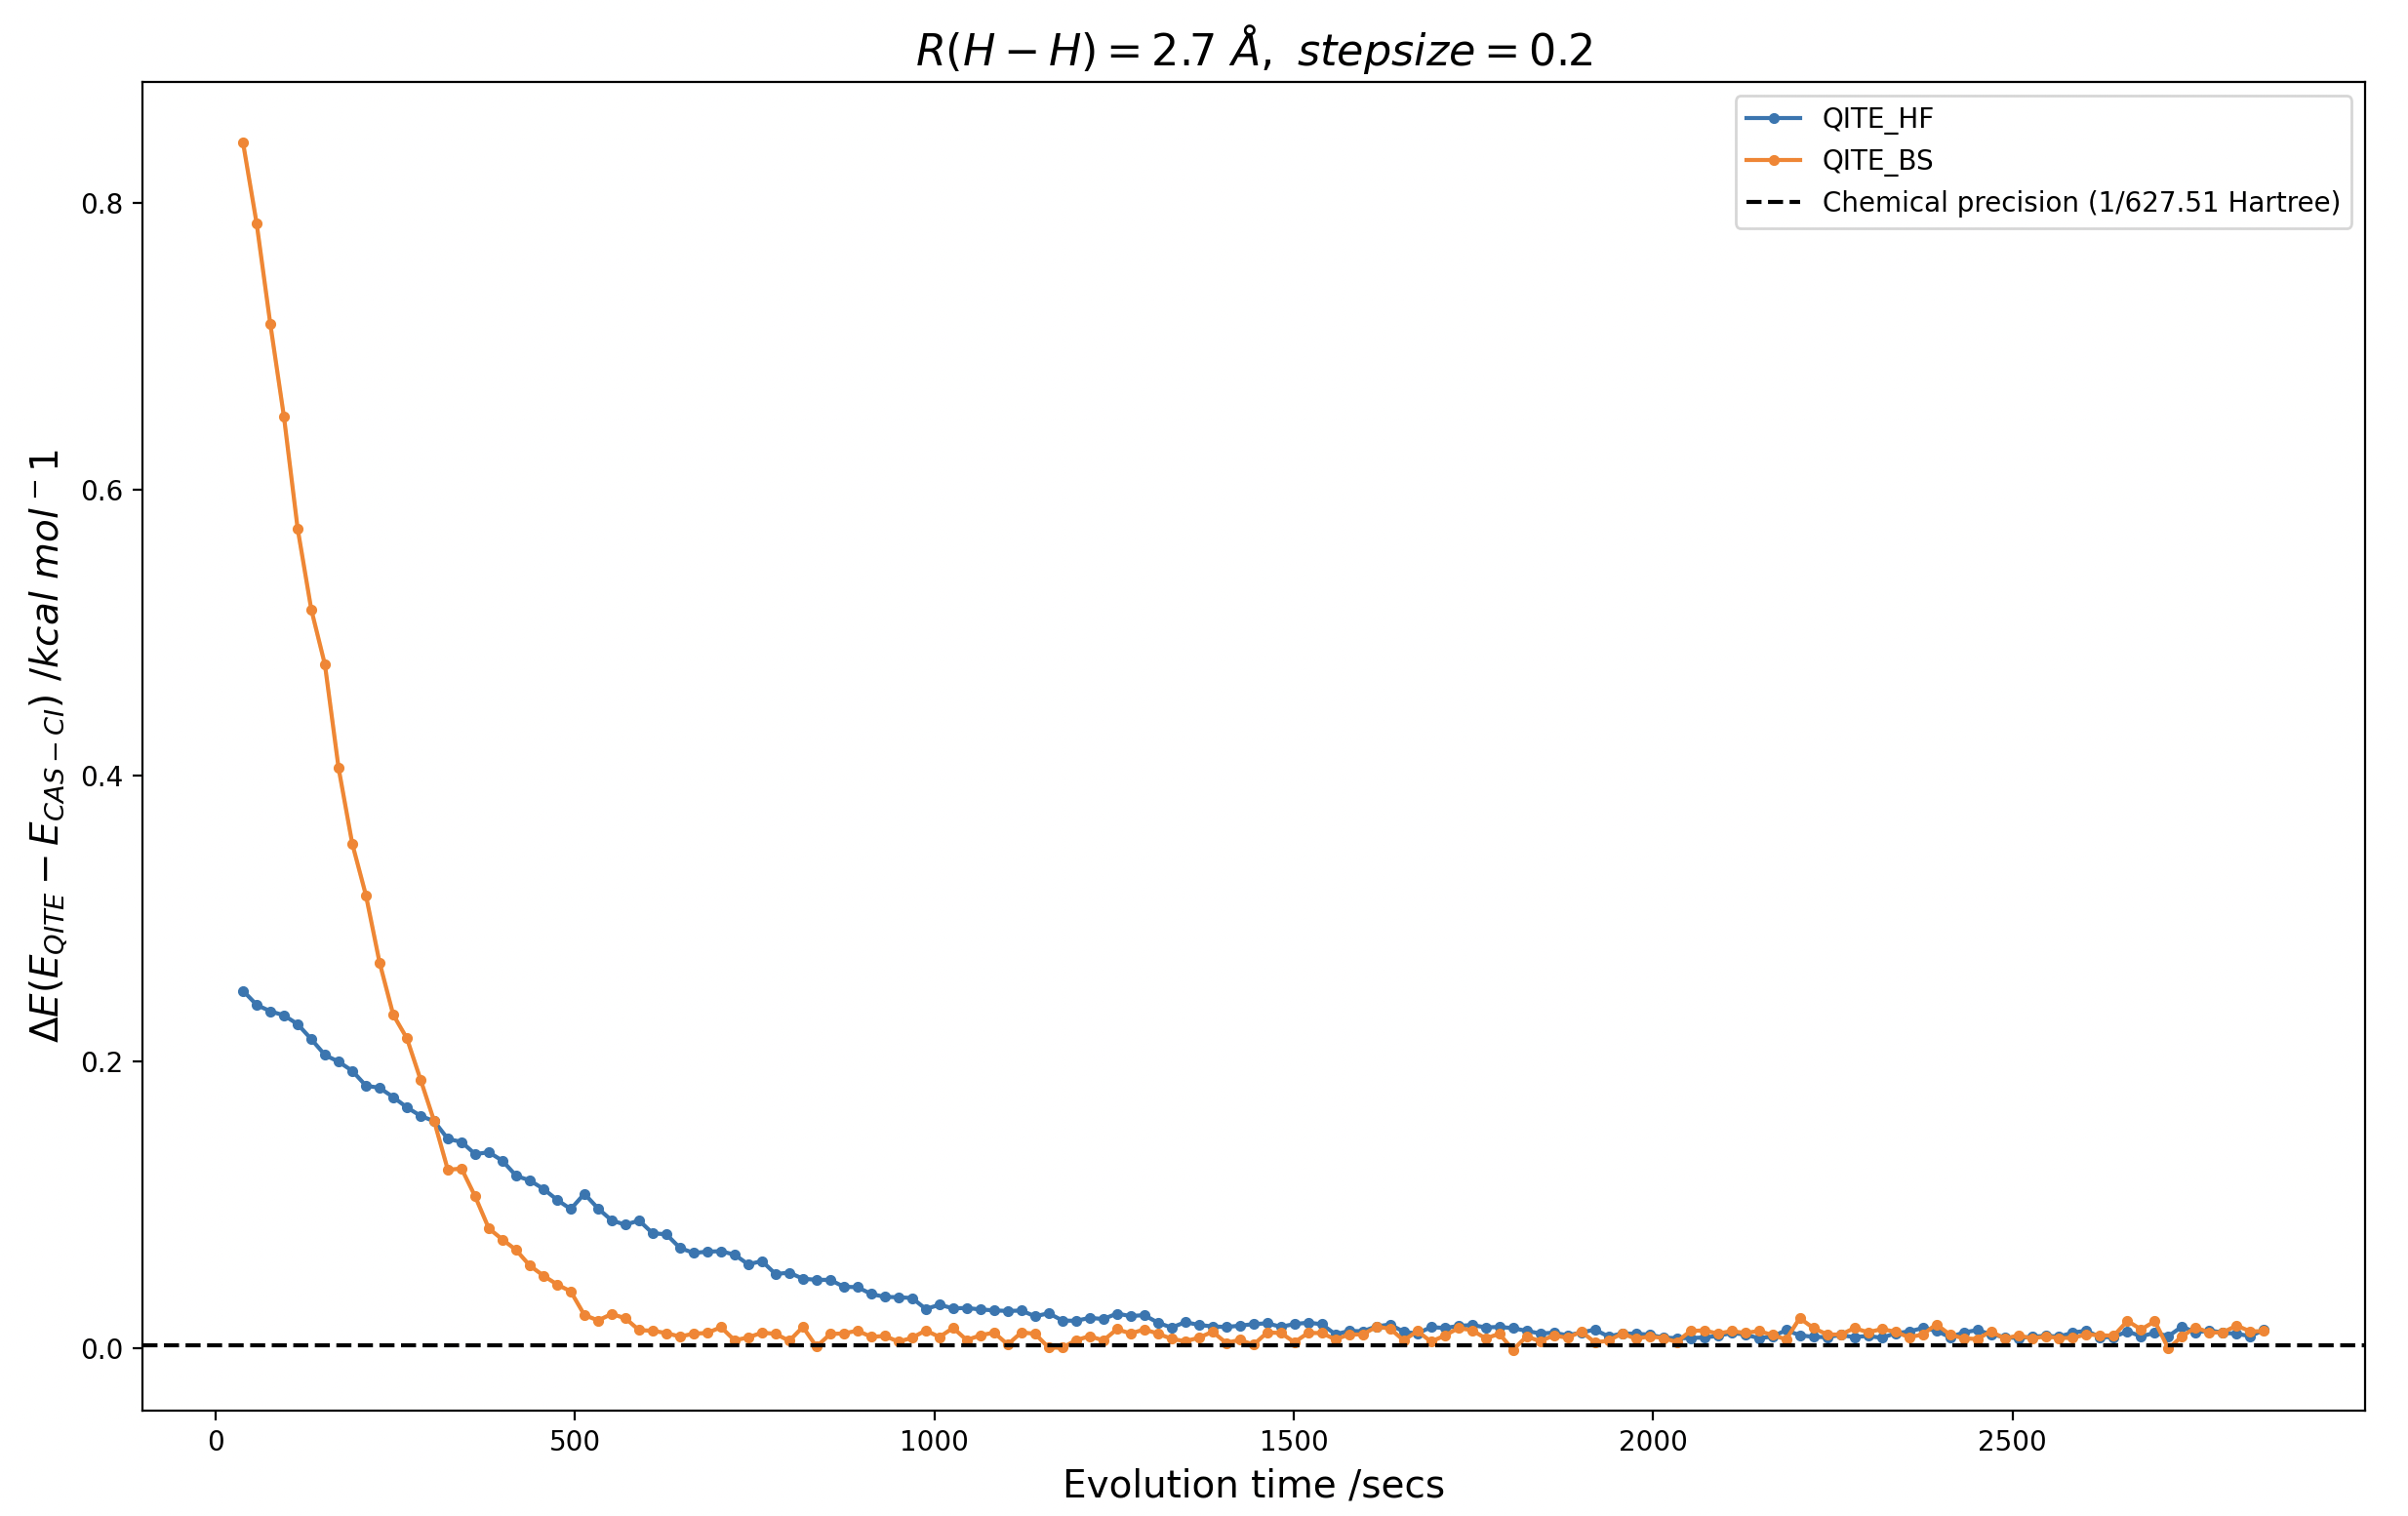 R(H − H) = 2.7 Å, stepsize = 0.2
QITE_HF
QITE_BS
Chemical precision (1/627.51 Hartree)
ΔE(E_QITE − E_CAS−CI) /kcal mol⁻1
0.8
0.6
0.4
0.2
0.0
0 500 1000 1500 2000 2500
Evolution time /secs